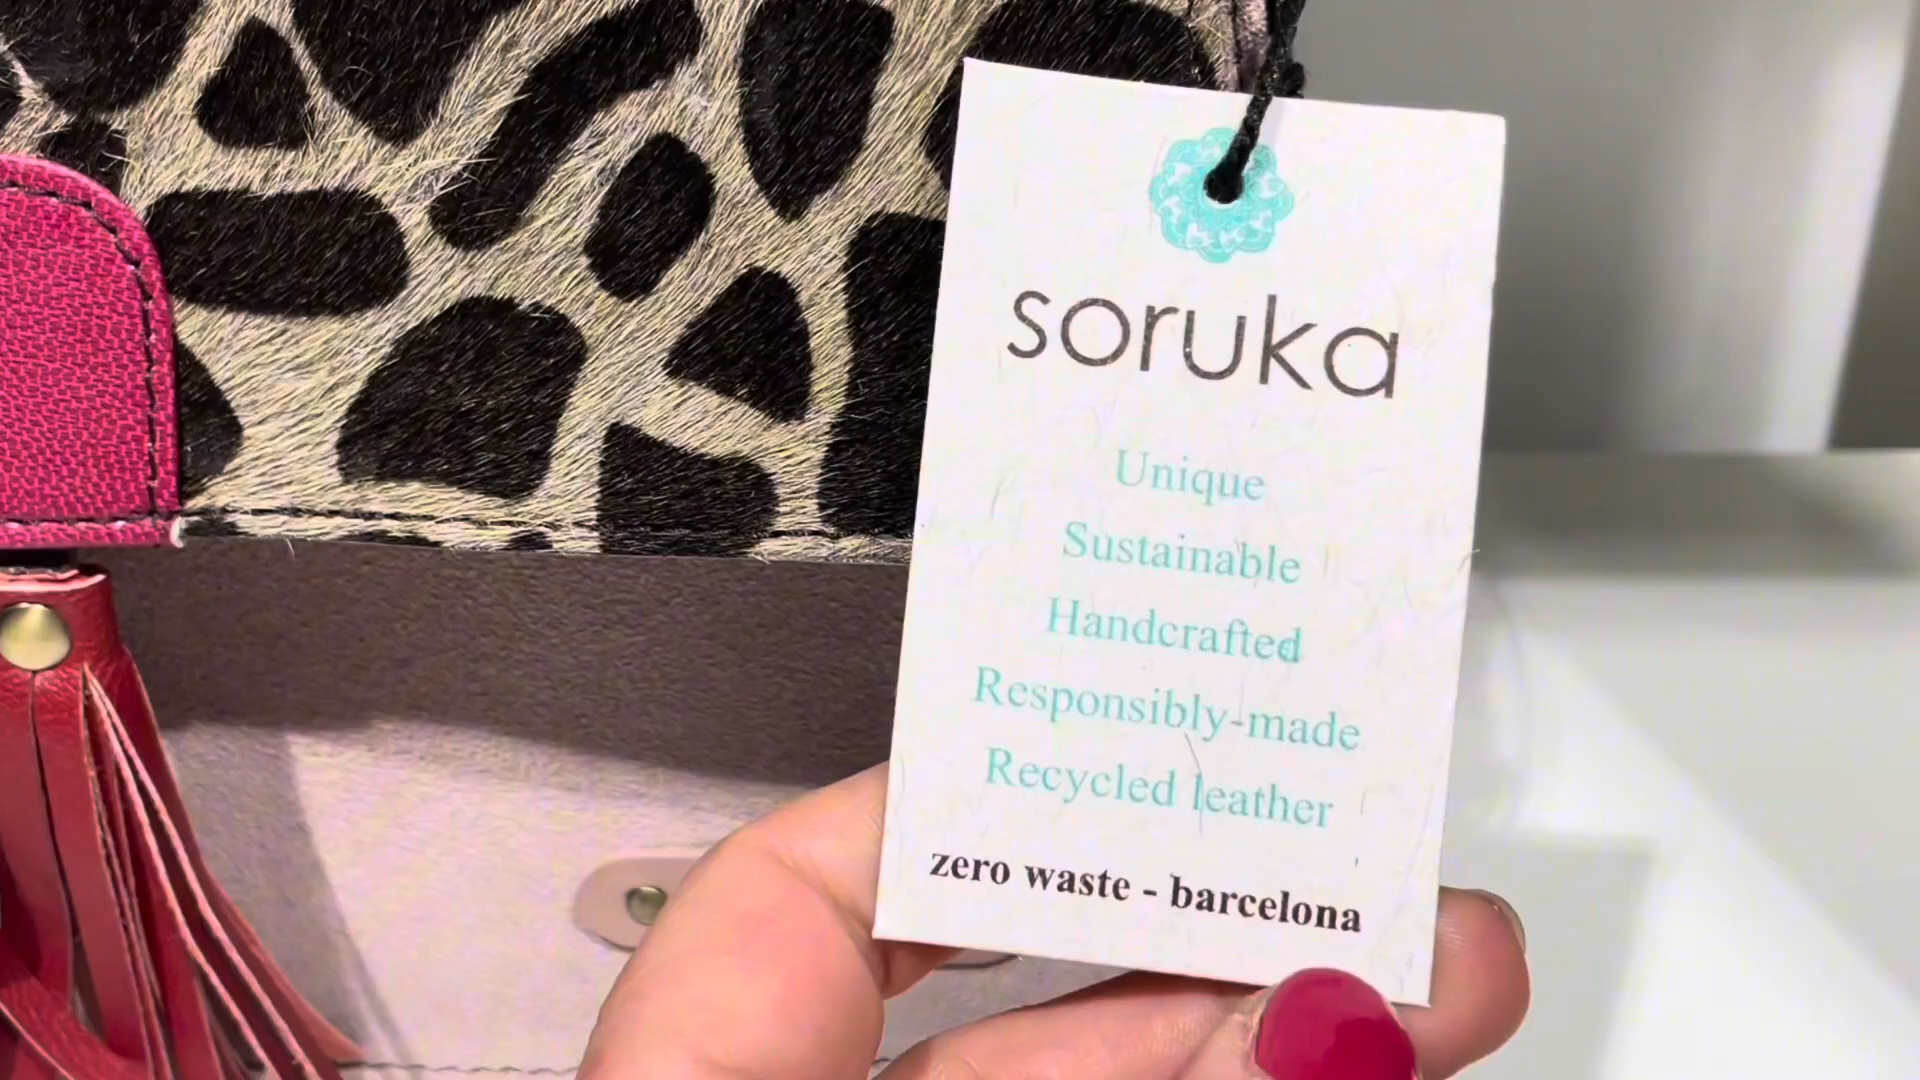 soruka
Unique
Sustainable
Handcrafted
Responsibly-made
Recycled leather
zero waste - barcelona